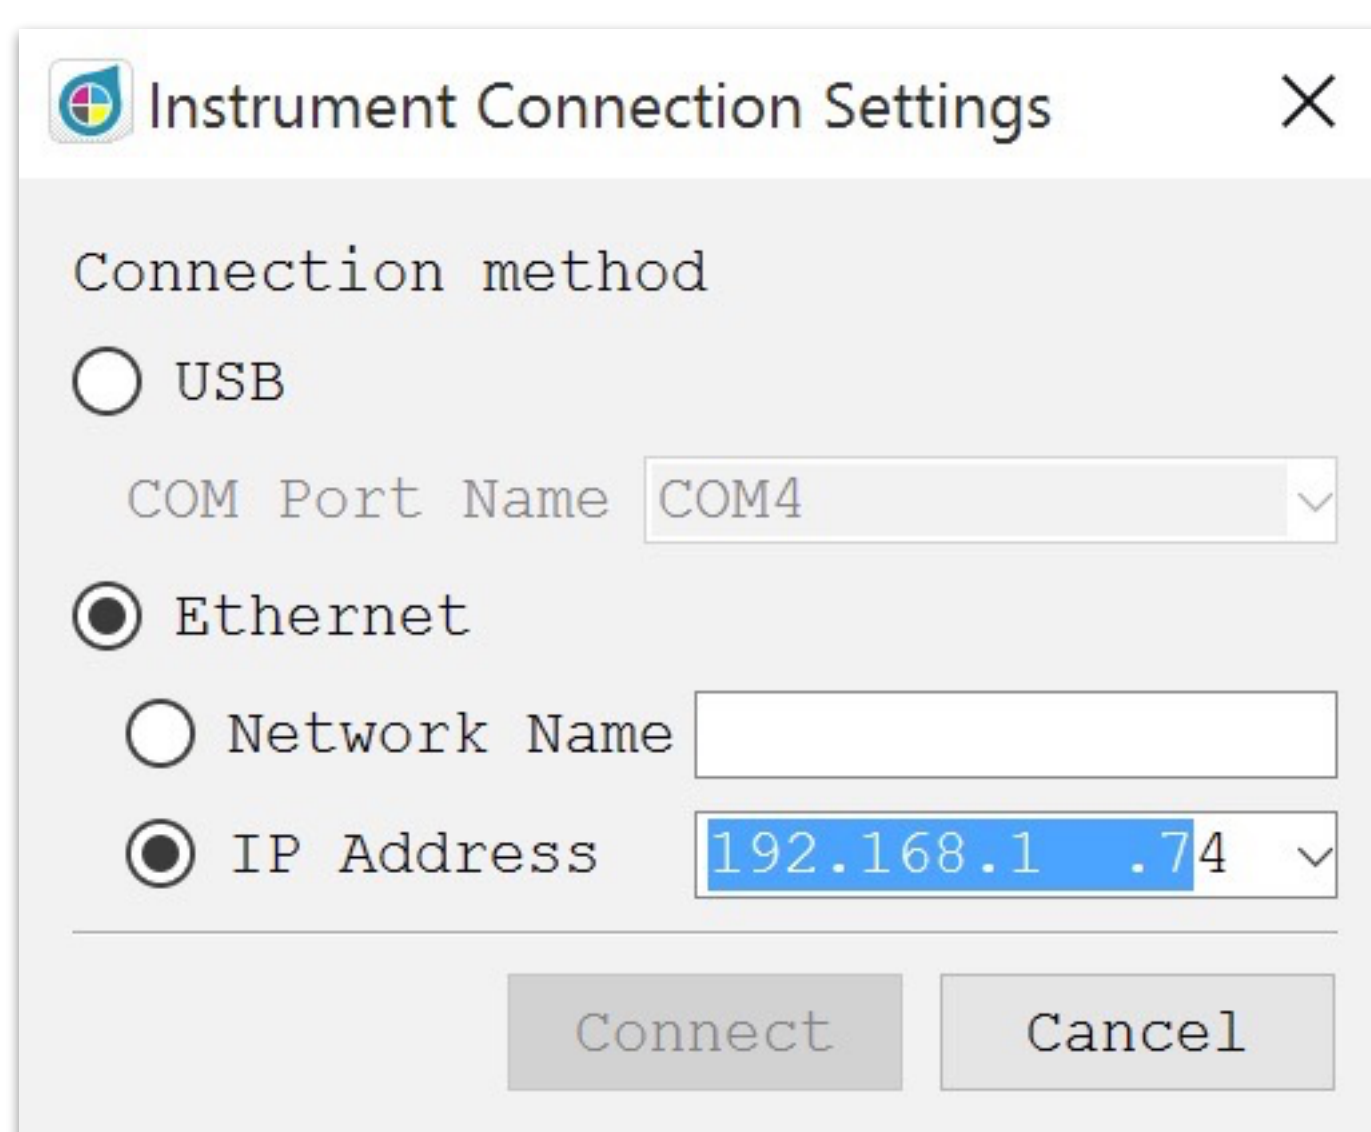 Instrument Connection Settings
Connection method
USB
COM Port Name COM4
Ethernet
Network Name
IP Address 192.168.1  .74
Connect Cancel